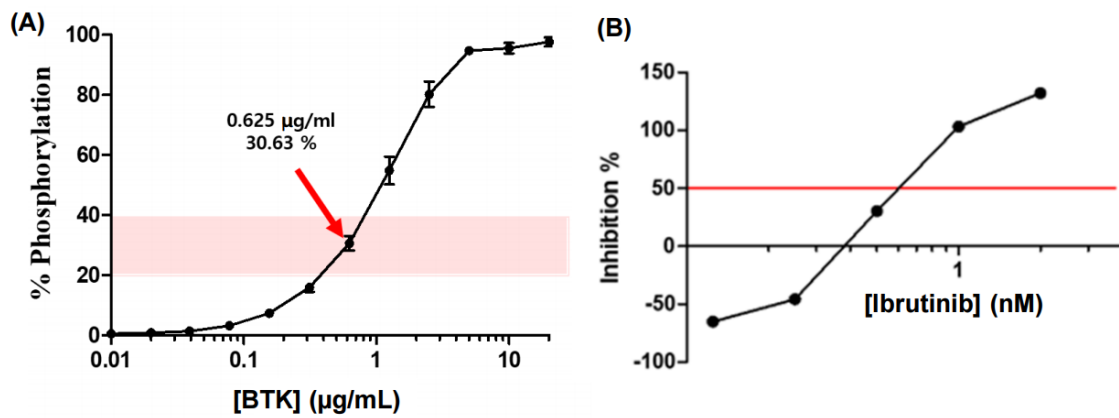 (A)
% Phosphorylation
100
80
60
40
20
0
0.625 μg/ml
30.63 %
0.01
0.1
1
10
[BTK] (μg/mL)
(B)
Inhibition %
150
100
50
0
-50
-100
1
[Ibrutinib] (nM)